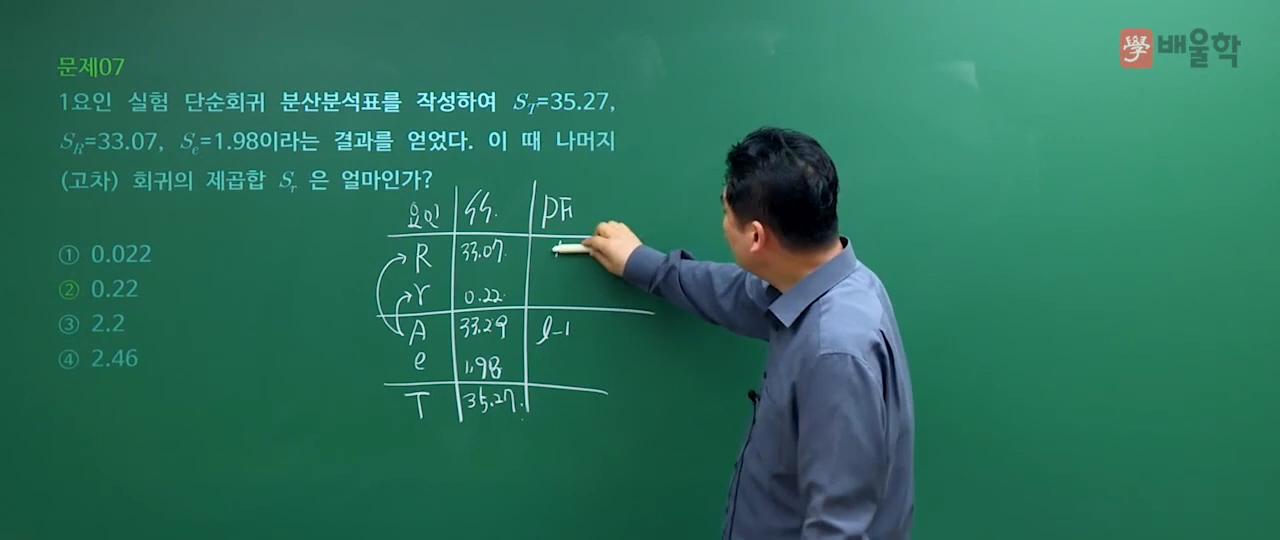 學 배울학
문제07
1요인 실험 단순회귀 분산분석표를 작성하여 S_T=35.27,
S_R=33.07, S_e=1.98이라는 결과를 얻었다. 이 때 나머지
(고차) 회귀의 제곱합 S_r 은 얼마인가?
① 0.022
② 0.22
③ 2.2
④ 2.46
요인 SS. DF
R 33.07. 1
r 0.22
A 33.29 l-1
e 1.98
T 35.27.